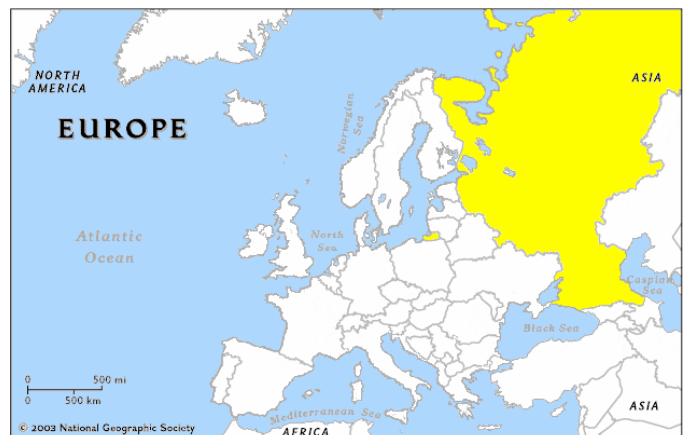 NORTH
AMERICA
ASIA
EUROPE
Norwegian
Sea
Atlantic
Ocean
North
Sea
Caspian
Sea
Black Sea
0 500 mi
0 500 km
ASIA
Mediterranean Sea
AFRICA
© 2003 National Geographic Society